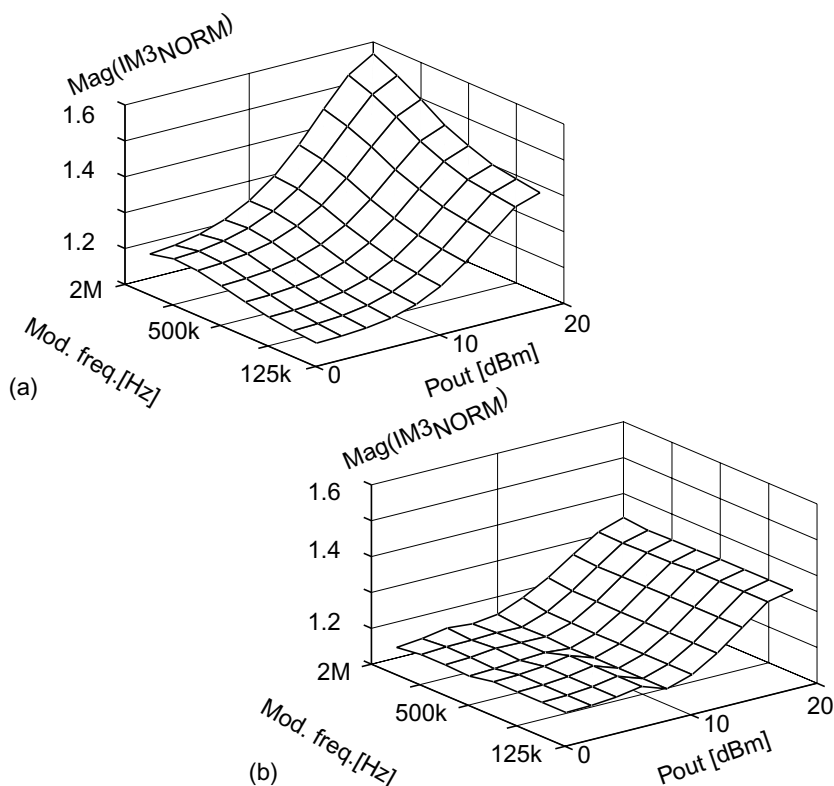 Mag(IM3NORM)
1.6
1.4
1.2
2M
500k
125k
Mod. freq.[Hz]
0
10
20
Pout [dBm]
(a)
Mag(IM3NORM)
1.6
1.4
1.2
2M
500k
125k
Mod. freq.[Hz]
0
10
20
Pout [dBm]
(b)